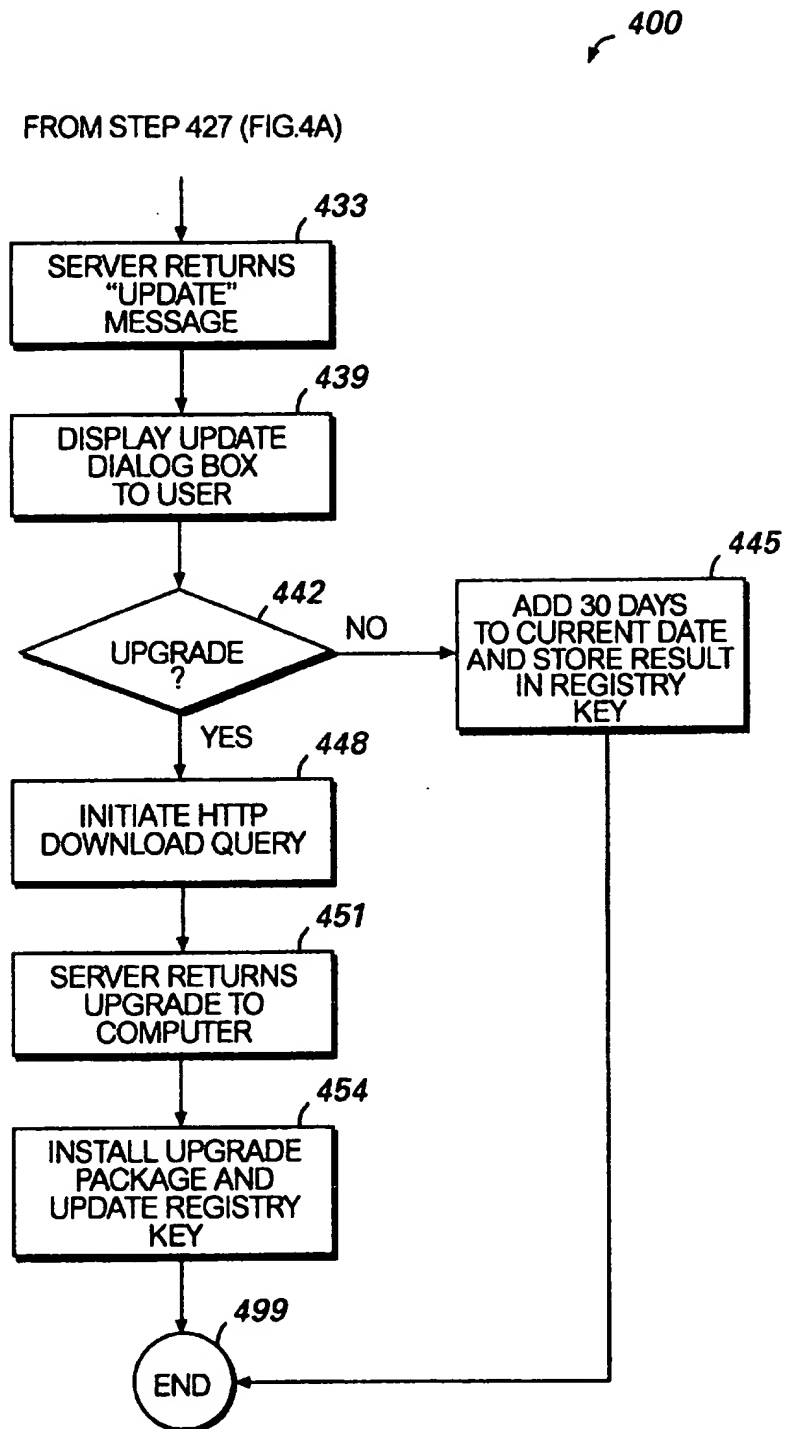 400
FROM STEP 427 (FIG.4A)
433
SERVER RETURNS
“UPDATE”
MESSAGE
439
DISPLAY UPDATE
DIALOG BOX
TO USER
442
UPGRADE
?
NO
445
ADD 30 DAYS
TO CURRENT DATE
AND STORE RESULT
IN REGISTRY
KEY
YES
448
INITIATE HTTP
DOWNLOAD QUERY
451
SERVER RETURNS
UPGRADE TO
COMPUTER
454
INSTALL UPGRADE
PACKAGE AND
UPDATE REGISTRY
KEY
499
END